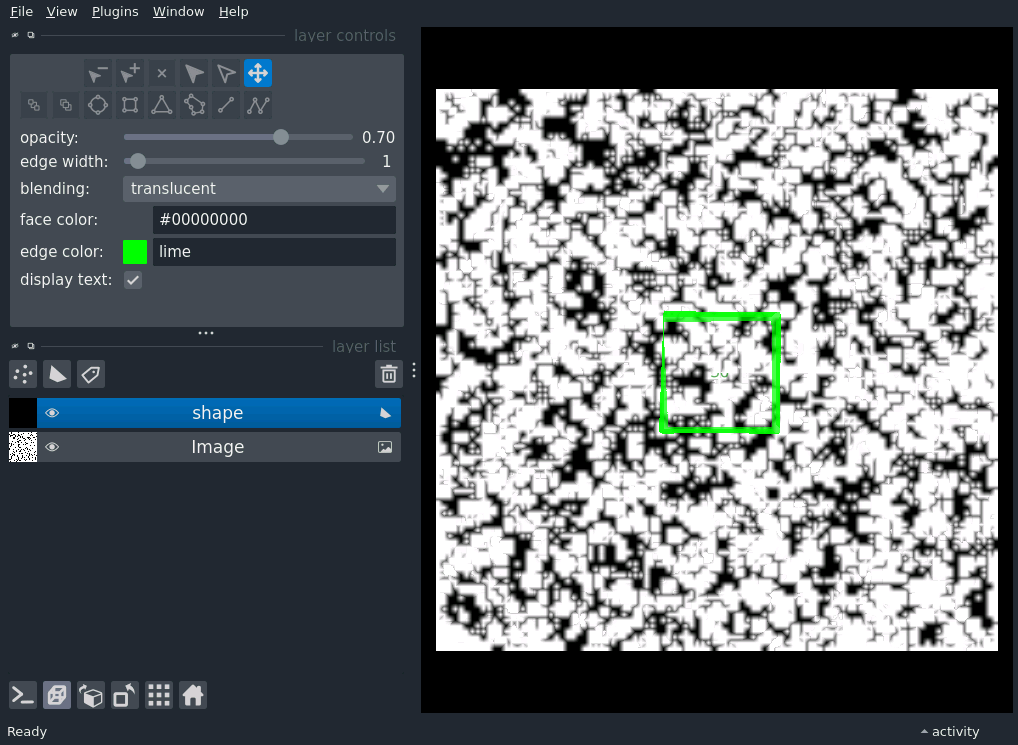 File View Plugins Window Help
layer controls
opacity: 0.70
edge width: 1
blending: translucent
face color: #00000000
edge color: lime
display text:
layer list
shape
Image
Ready
activity